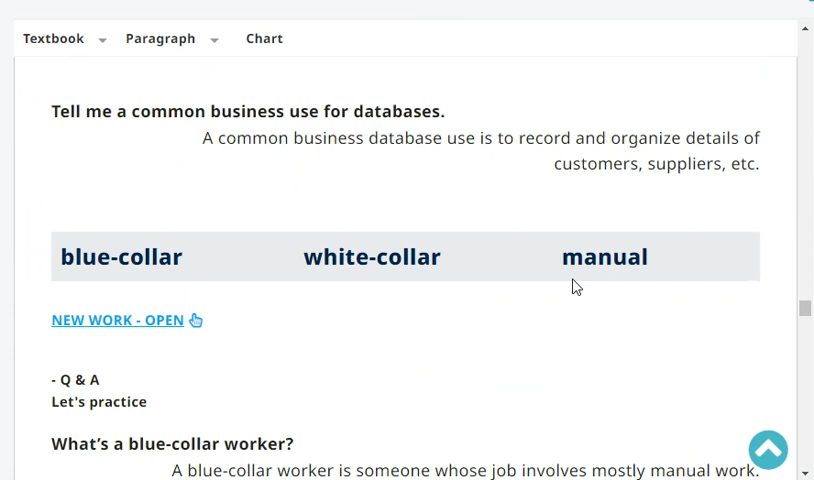 Textbook Paragraph Chart
Tell me a common business use for databases.
A common business database use is to record and organize details of
customers, suppliers, etc.
blue-collar white-collar manual
NEW WORK - OPEN
- Q & A
Let's practice
What's a blue-collar worker?
A blue-collar worker is someone whose job involves mostly manual work.